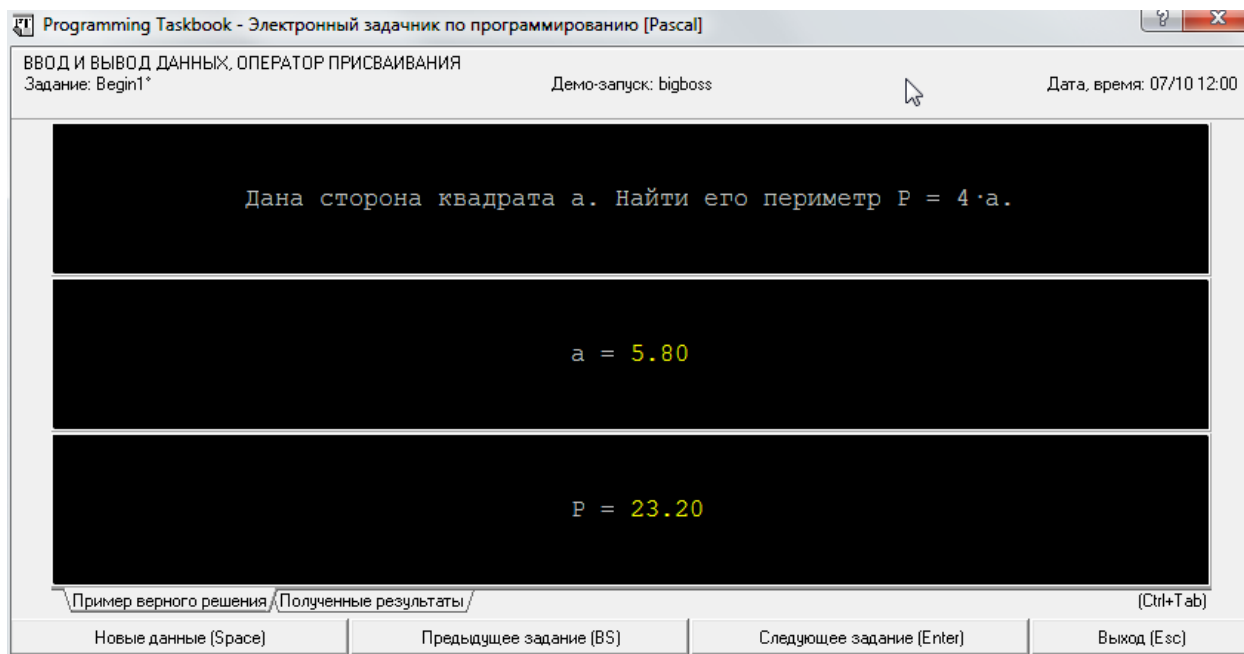 Programming Taskbook - Электронный задачник по программированию [Pascal]
ВВОД И ВЫВОД ДАННЫХ, ОПЕРАТОР ПРИСВАИВАНИЯ
Задание: Begin1° Демо-запуск: bigboss Дата, время: 07/10 12:00
Дана сторона квадрата a. Найти его периметр P = 4·a.
a = 5.80
P = 23.20
Пример верного решения Полученные результаты (Ctrl+Tab)
Новые данные (Space) Предыдущее задание (BS) Следующее задание (Enter) Выход (Esc)